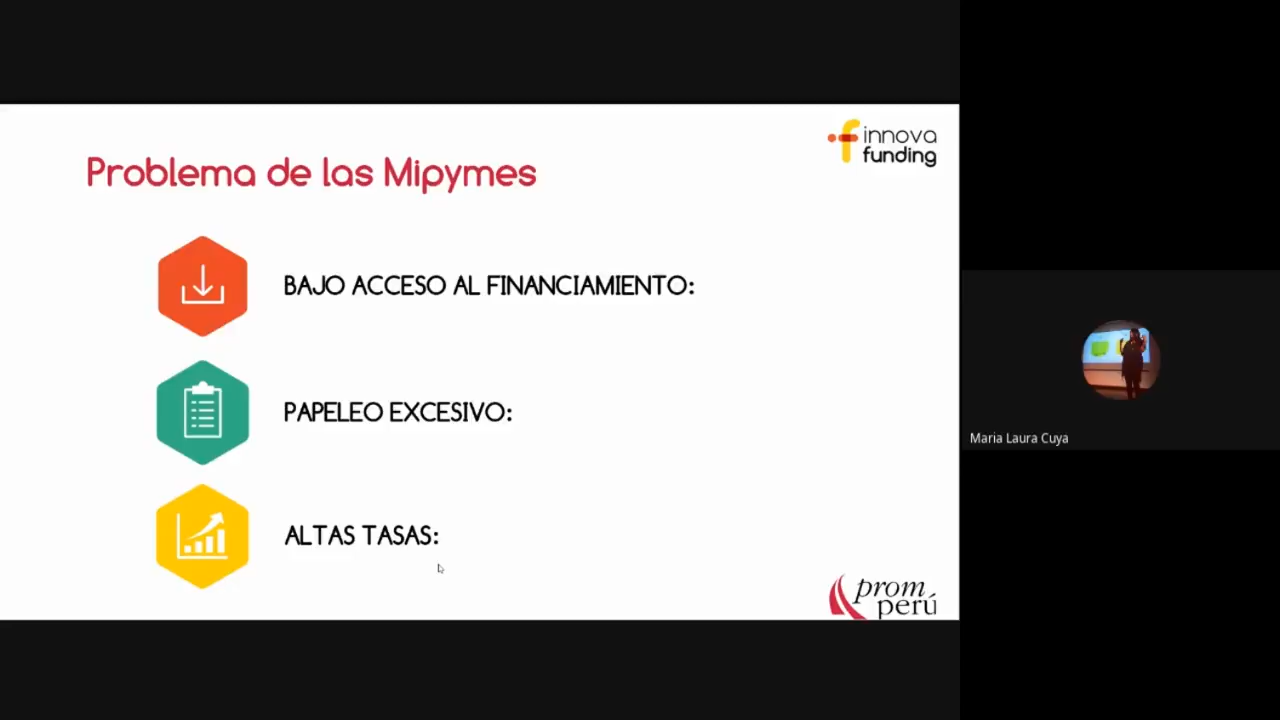 innova
funding
Problema de las Mipymes
BAJO ACCESO AL FINANCIAMIENTO:
PAPELEO EXCESIVO:
ALTAS TASAS:
prom
perú
Maria Laura Cuya